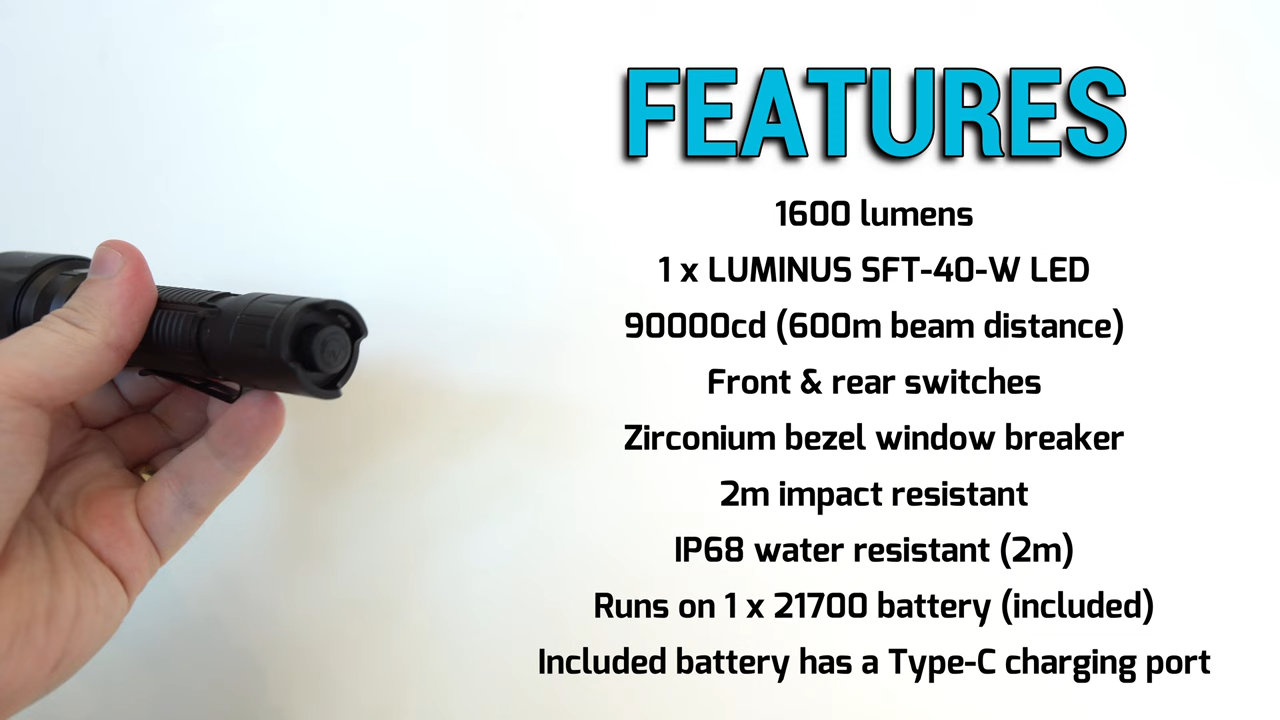 FEATURES
1600 lumens
1 x LUMINUS SFT-40-W LED
90000cd (600m beam distance)
Front & rear switches
Zirconium bezel window breaker
2m impact resistant
IP68 water resistant (2m)
Runs on 1 x 21700 battery (included)
Included battery has a Type-C charging port